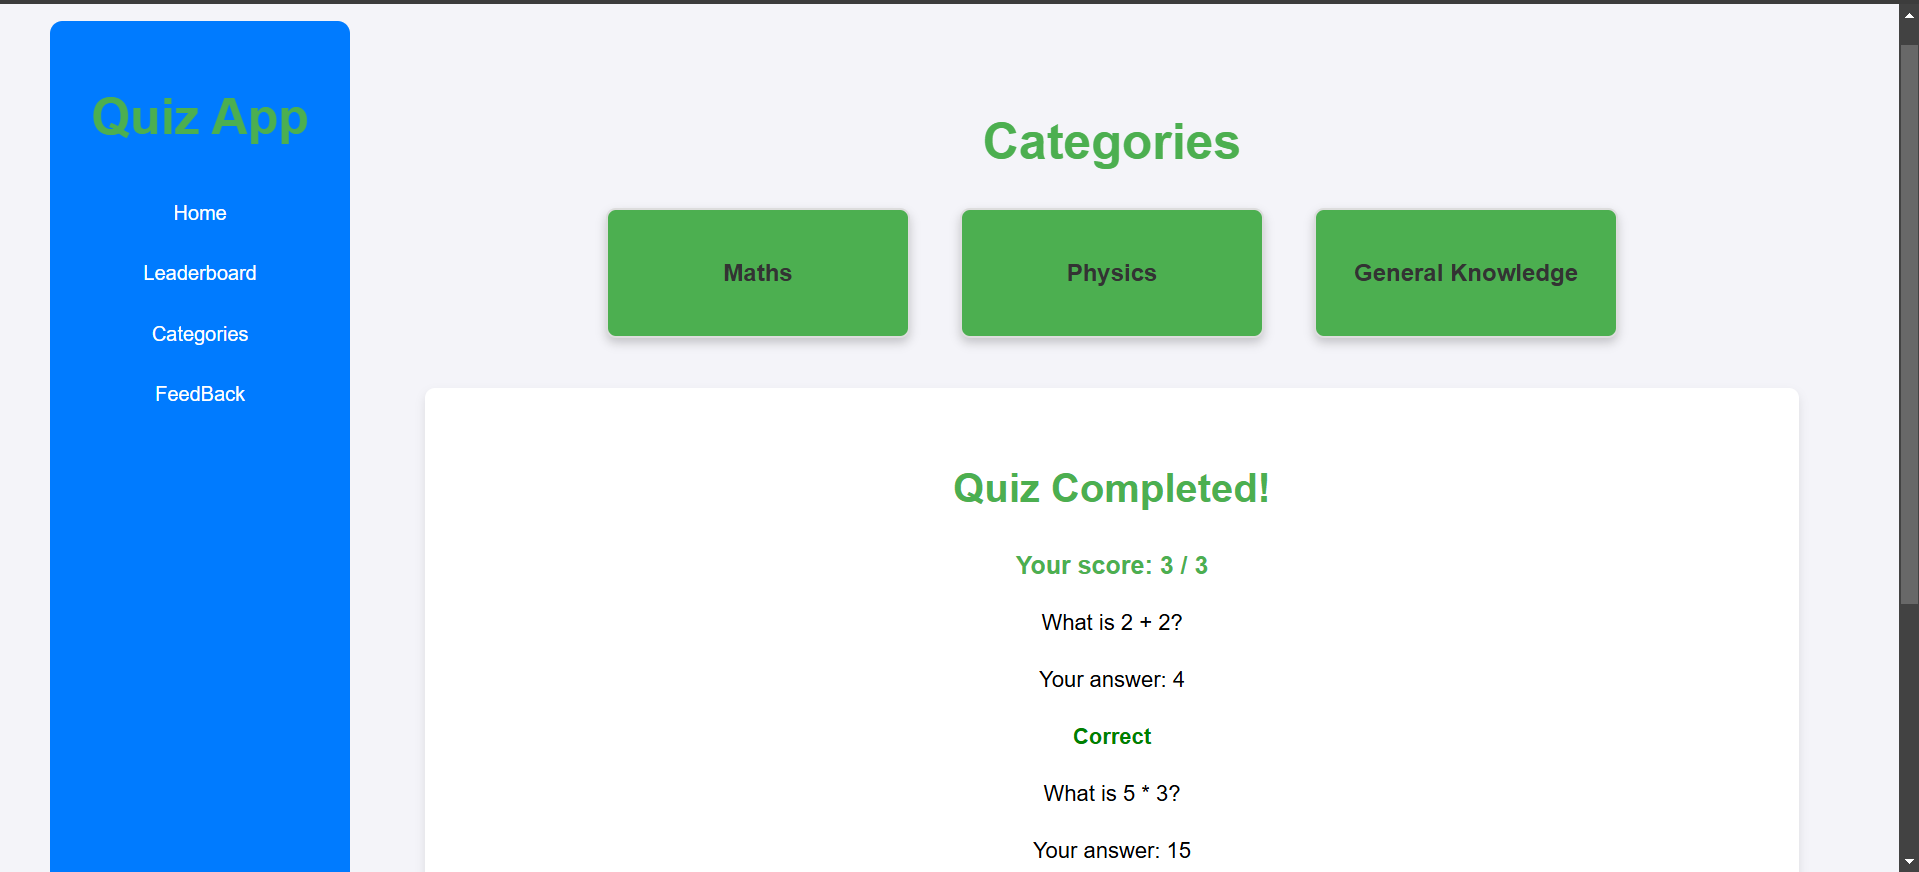 Quiz App
Home
Leaderboard
Categories
FeedBack
Categories
Maths
Physics
General Knowledge
Quiz Completed!
Your score: 3 / 3
What is 2 + 2?
Your answer: 4
Correct
What is 5 * 3?
Your answer: 15